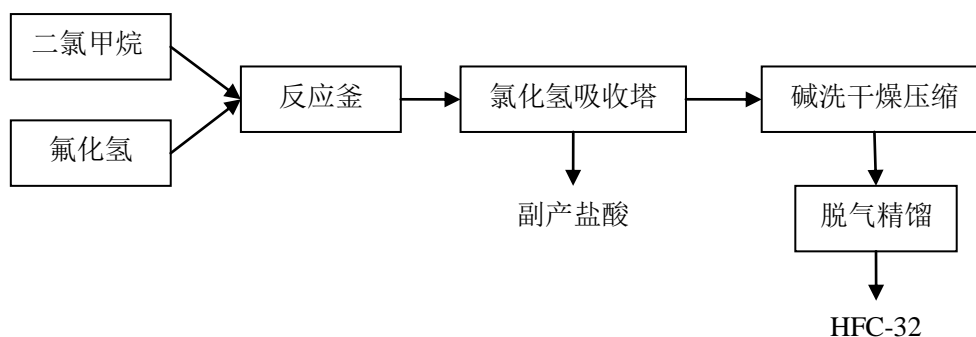 二氯甲烷
氟化氢
反应釜
氯化氢吸收塔
碱洗干燥压缩
副产盐酸
脱气精馏
HFC-32